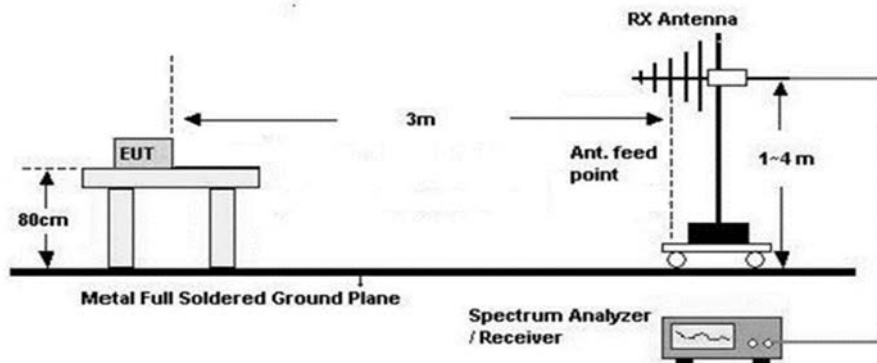 RX Antenna
3m
EUT
Ant. feed
point
1~4 m
80cm
Metal Full Soldered Ground Plane
Spectrum Analyzer
/ Receiver